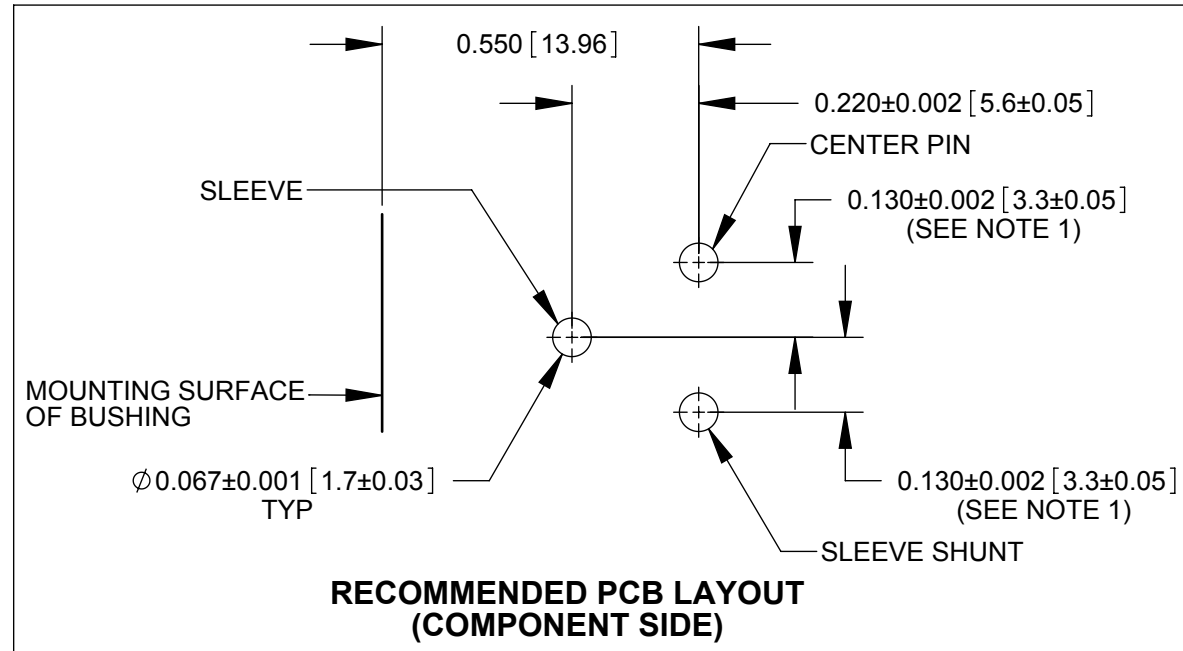 0.550 [13.96]
0.220±0.002 [5.6±0.05]
CENTER PIN
SLEEVE
0.130±0.002 [3.3±0.05]
(SEE NOTE 1)
MOUNTING SURFACE
OF BUSHING
∅0.067±0.001 [1.7±0.03]
TYP
0.130±0.002 [3.3±0.05]
(SEE NOTE 1)
SLEEVE SHUNT
RECOMMENDED PCB LAYOUT
(COMPONENT SIDE)